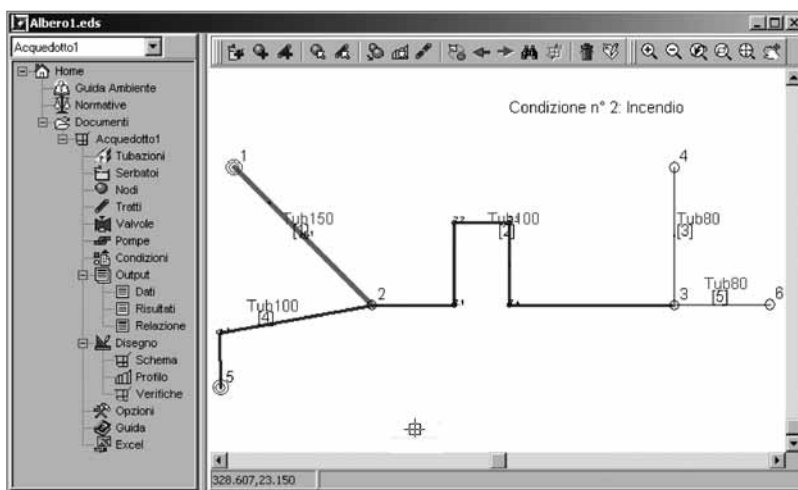 Albero1.eds
Acquedotto1
Home
Guida Ambiente
Normative
Documenti
Acquedotto1
Tubazioni
Serbatoi
Nodi
Tratti
Valvole
Pompe
Condizioni
Output
Dati
Risultati
Relazione
Disegno
Schema
Profilo
Verifiche
Opzioni
Guida
Excel
Condizione n° 2: Incendio
1
4
Tub150
Tub100
[2]
Tub80
[3]
2
Tub80
[5]
3
6
Tub100
[4]
5
328.607,23.150